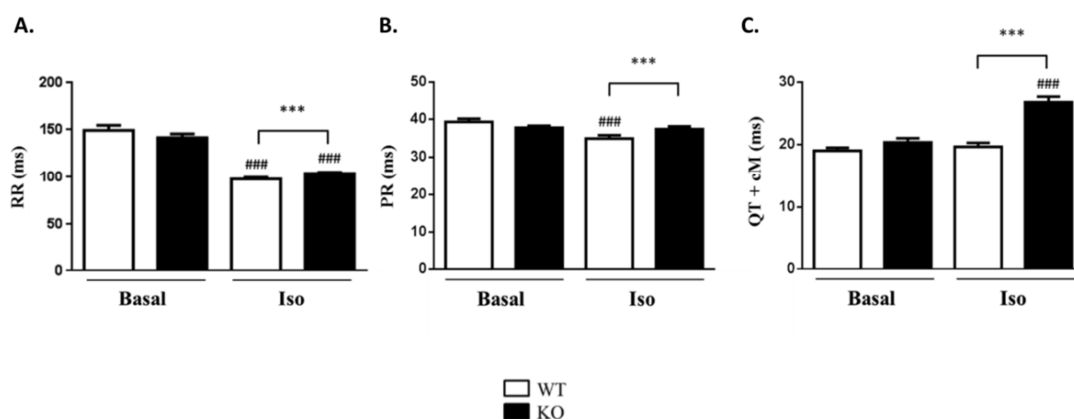 A.
RR (ms)
200
150
100
50
0
***
###
###
Basal
Iso
B.
PR (ms)
50
40
30
20
10
0
***
###
Basal
Iso
C.
QT + cM (ms)
30
20
10
0
***
###
Basal
Iso
WT
KO